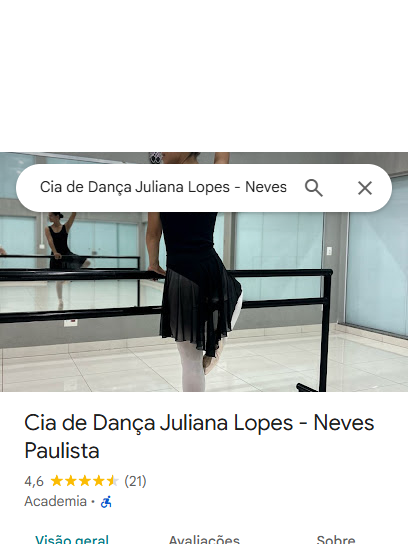 Cia de Dança Juliana Lopes - Neves
Cia de Dança Juliana Lopes - Neves
Paulista
4,6 (21)
Academia ·
Visão geral Avaliações Sobre